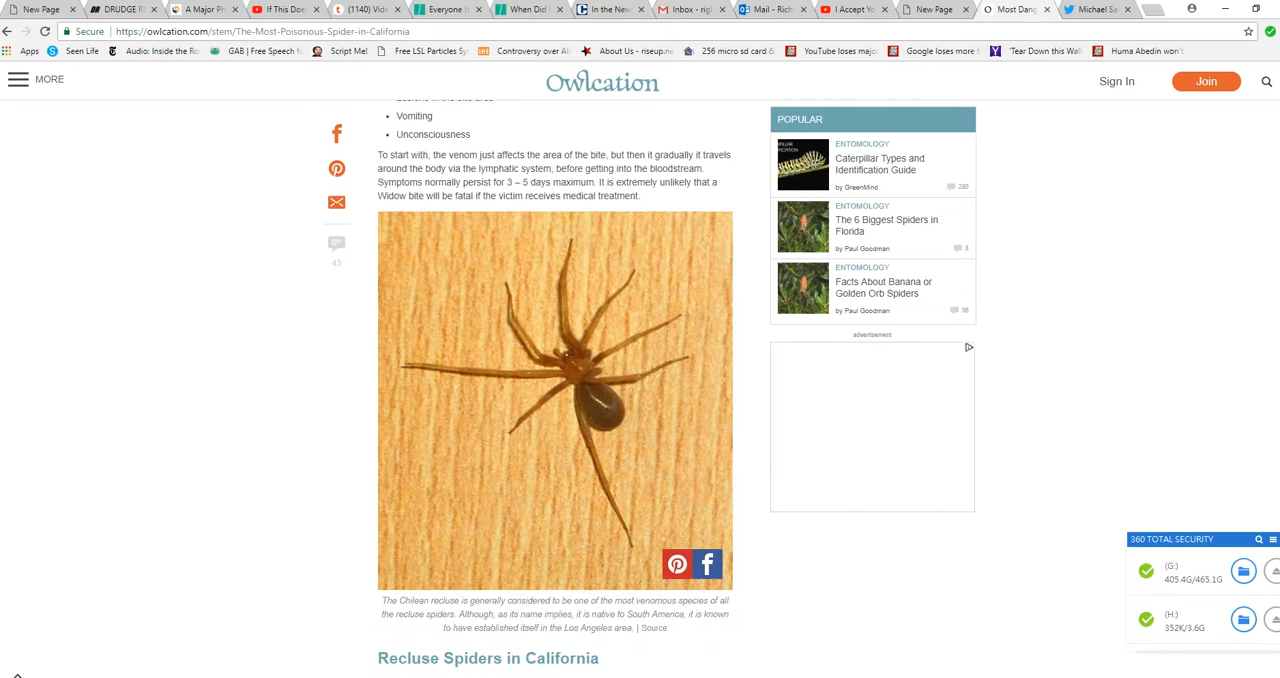 New Page
DRUDGE R
A Major Ph
If This Doe
(1140) Vide
Everyone I
When Did
In the New
Inbox - righ
Mail - Rich
I Accept Yo
New Page
Most Dang
Michael Sa
Secure
https://owlcation.com/stem/The-Most-Poisonous-Spider-in-California
Apps
Seen Life
Audio: Inside the Ro
GAB | Free Speech fo
Script Me!
Free LSL Particles Sy
Controversy over Al
About Us - riseup.ne
256 micro sd card &
YouTube loses majo
Google loses more t
'Tear Down this Wal
Huma Abedin won't
MORE
Owlcation
Sign In
Join
Vomiting
Unconsciousness
To start with, the venom just affects the area of the bite, but then it gradually it travels
around the body via the lymphatic system, before getting into the bloodstream.
Symptoms normally persist for 3 – 5 days maximum. It is extremely unlikely that a
Widow bite will be fatal if the victim receives medical treatment.
43
The Chilean recluse is generally considered to be one of the most venomous species of all
the recluse spiders. Although, as its name implies, it is native to South America, it is known
to have established itself in the Los Angeles area. | Source
Recluse Spiders in California
POPULAR
ENTOMOLOGY
Caterpillar Types and
Identification Guide
by GreenMind
280
ENTOMOLOGY
The 6 Biggest Spiders in
Florida
by Paul Goodman
8
ENTOMOLOGY
Facts About Banana or
Golden Orb Spiders
by Paul Goodman
56
advertisement
360 TOTAL SECURITY
(G:)
405.4G/465.1G
(H:)
352K/3.6G